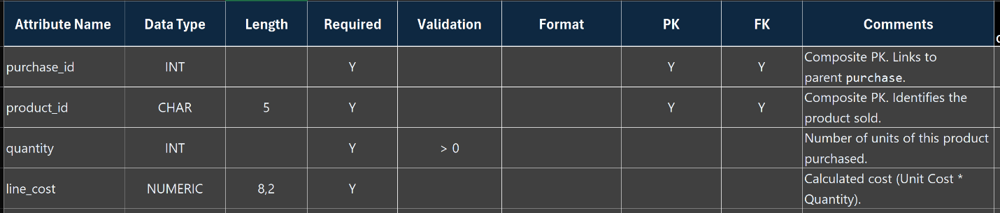 Attribute Name Data Type Length Required Validation Format PK FK Comments
purchase_id INT Y Y Y Composite PK. Links to
parent purchase.
product_id CHAR 5 Y Y Y Composite PK. Identifies the
product sold.
quantity INT Y > 0 Number of units of this product
purchased.
line_cost NUMERIC 8,2 Y Calculated cost (Unit Cost *
Quantity).